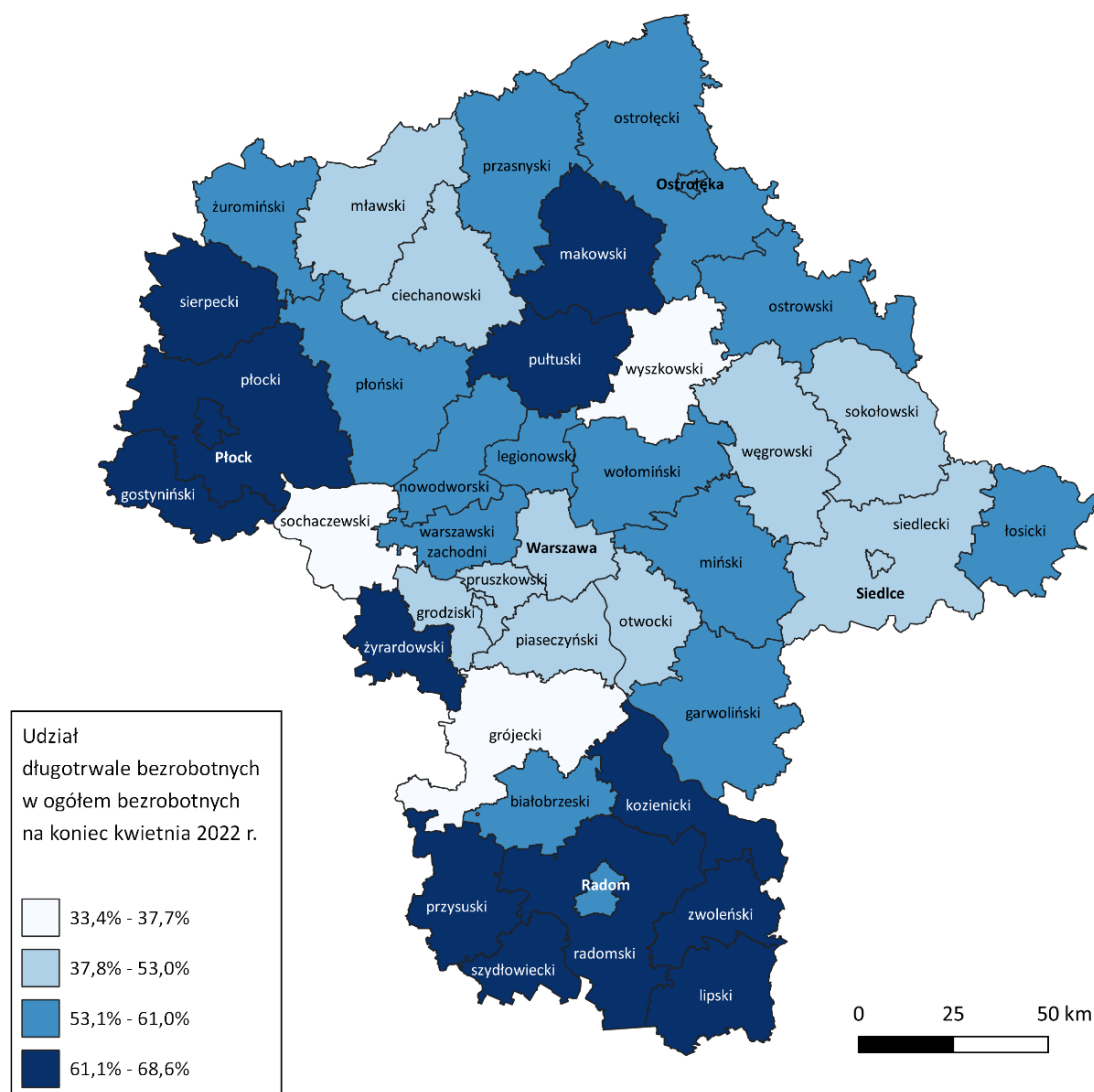 ostrołęcki
przasnyski
Ostrołęka
żuromiński
mławski
makowski
ciechanowski
sierpecki
ostrowski
pułtuski
płocki
płoński
wyszkowski
sokołowski
węgrowski
legionowski
wołomiński
Płock
gostyniński
nowodworski
sochaczewski
siedlecki
warszawski
zachodni
łosicki
Warszawa
miński
pruszkowski
Siedlce
grodziski
otwocki
piaseczyński
żyrardowski
garwoliński
grójecki
białobrzeski
kozienicki
Radom
przysuski
zwoleński
radomski
szydłowiecki
lipski
Udział
długotrwale bezrobotnych
w ogółem bezrobotnych
na koniec kwietnia 2022 r.
33,4% - 37,7%
37,8% - 53,0%
53,1% - 61,0%
61,1% - 68,6%
0 25 50 km